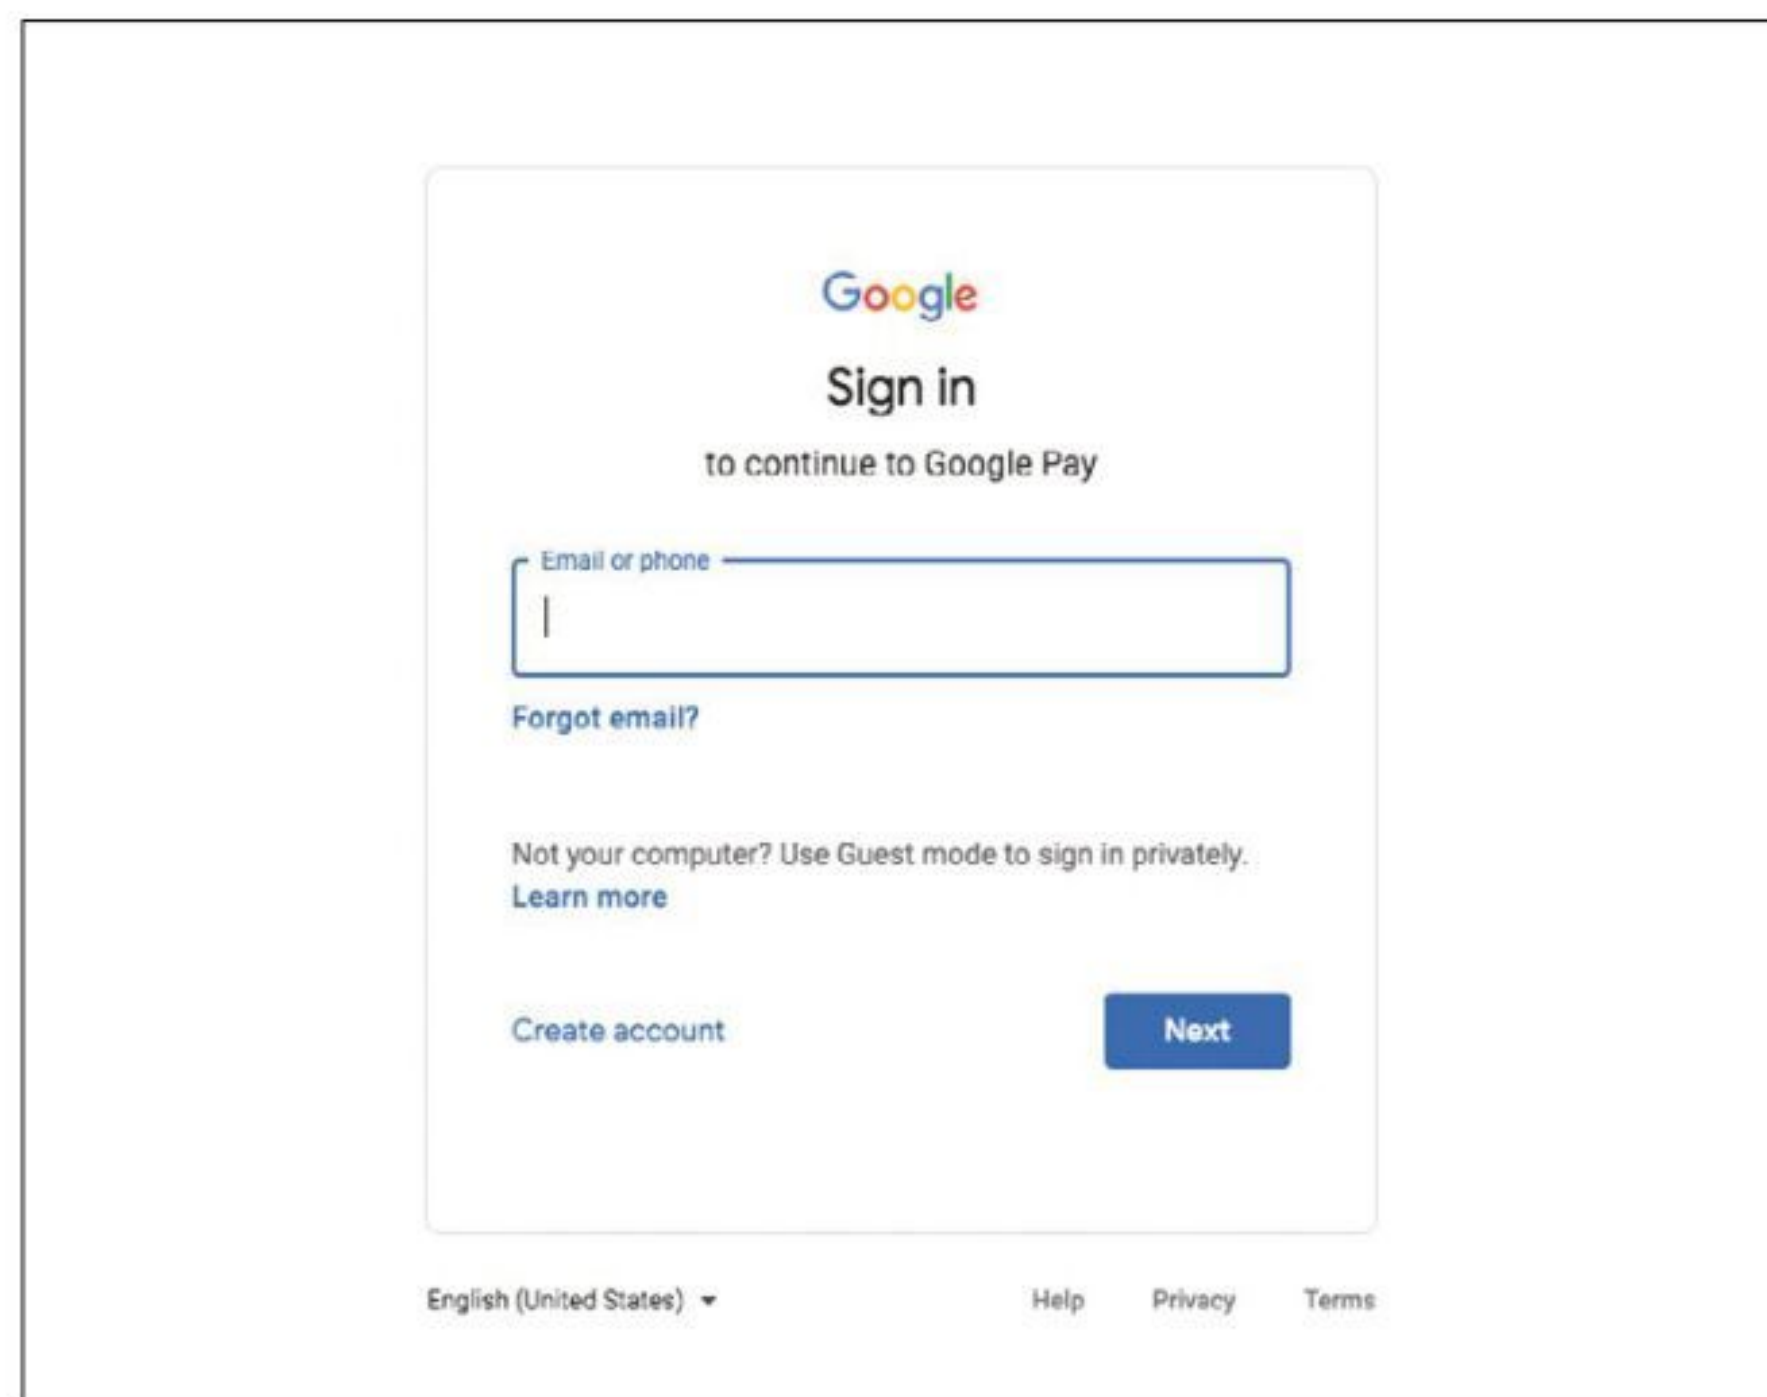 Google
Sign in
to continue to Google Pay
Email or phone
Forgot email?
Not your computer? Use Guest mode to sign in privately.
Learn more
Create account
Next
English (United States)
Help Privacy Terms